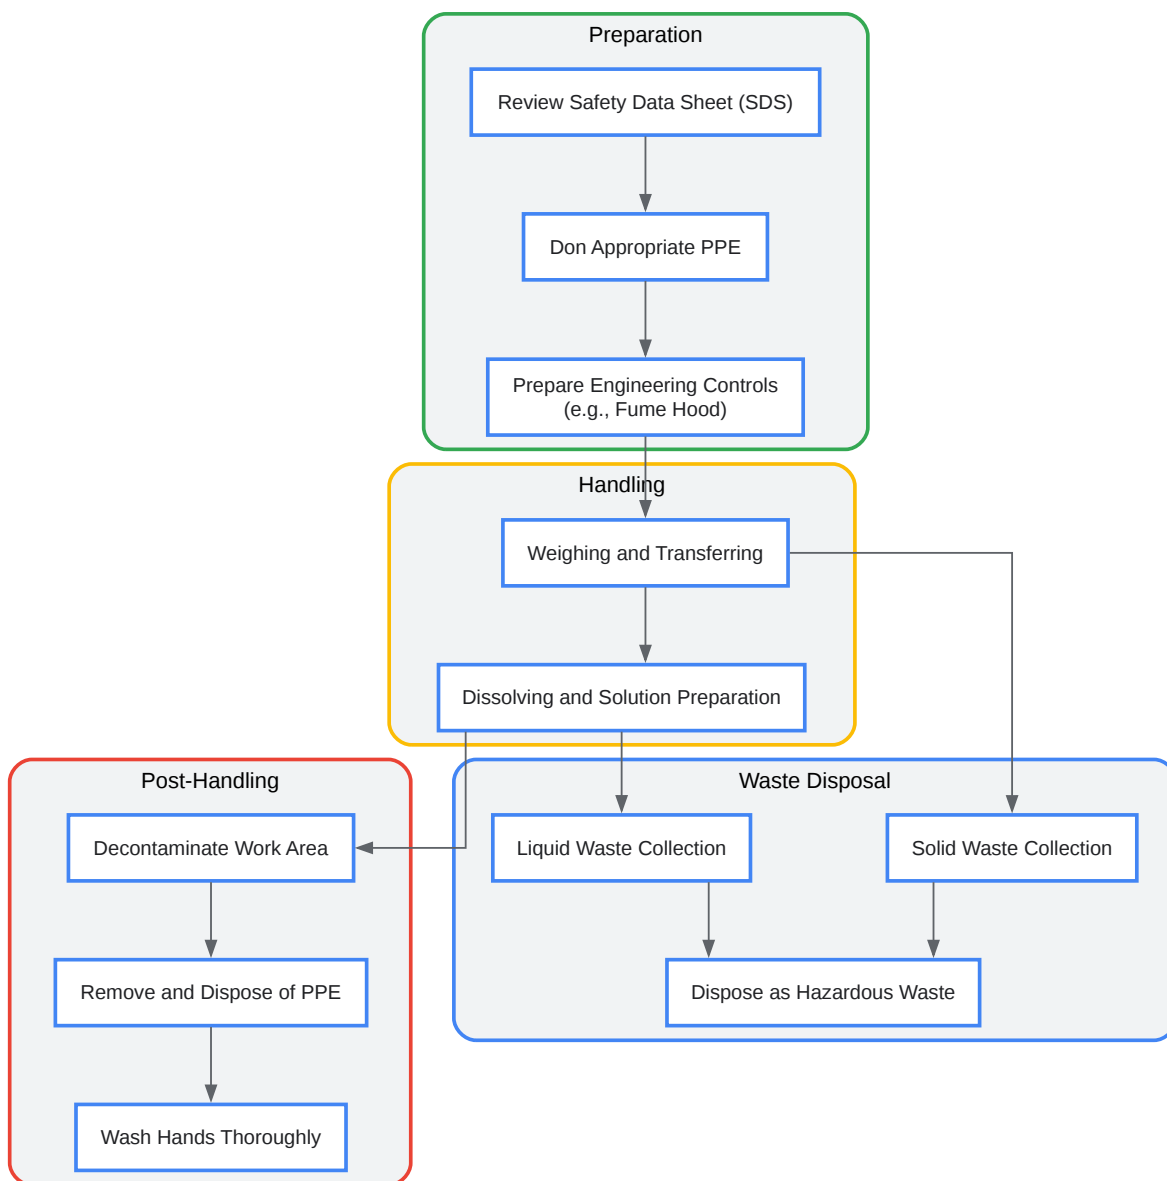 Preparation
Review Safety Data Sheet (SDS)
Don Appropriate PPE
Prepare Engineering Controls
(e.g., Fume Hood)
Handling
Weighing and Transferring
Dissolving and Solution Preparation
Post-Handling
Decontaminate Work Area
Remove and Dispose of PPE
Wash Hands Thoroughly
Waste Disposal
Liquid Waste Collection
Solid Waste Collection
Dispose as Hazardous Waste